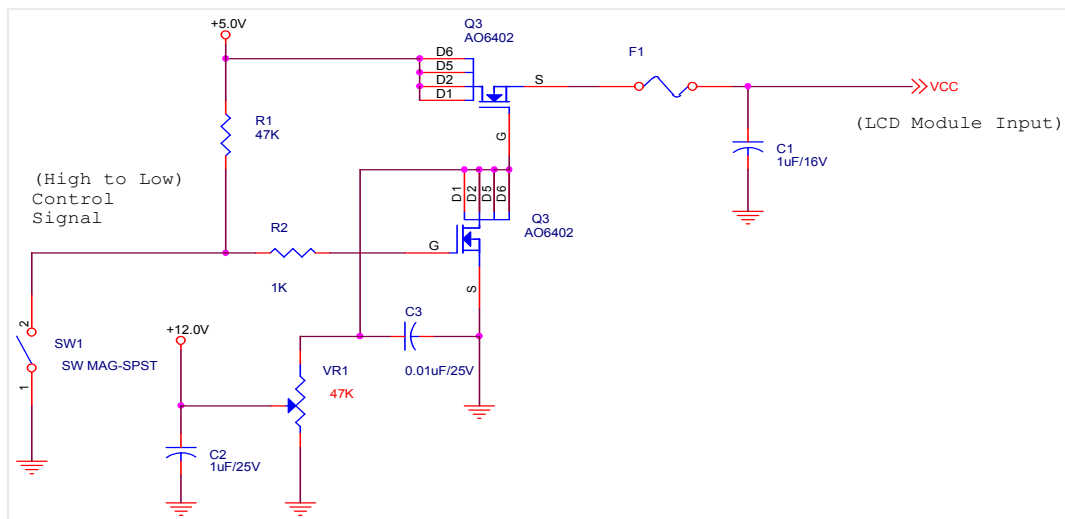 +5.0V
Q3
AO6402
D6
D5
D2
D1
S
G
F1
VCC
(LCD Module Input)
C1
1uF/16V
R1
47K
(High to Low)
Control
Signal
D1
D2
D5
D6
Q3
AO6402
G
S
R2
1K
2
SW1
SW MAG-SPST
1
+12.0V
C3
0.01uF/25V
VR1
47K
C2
1uF/25V